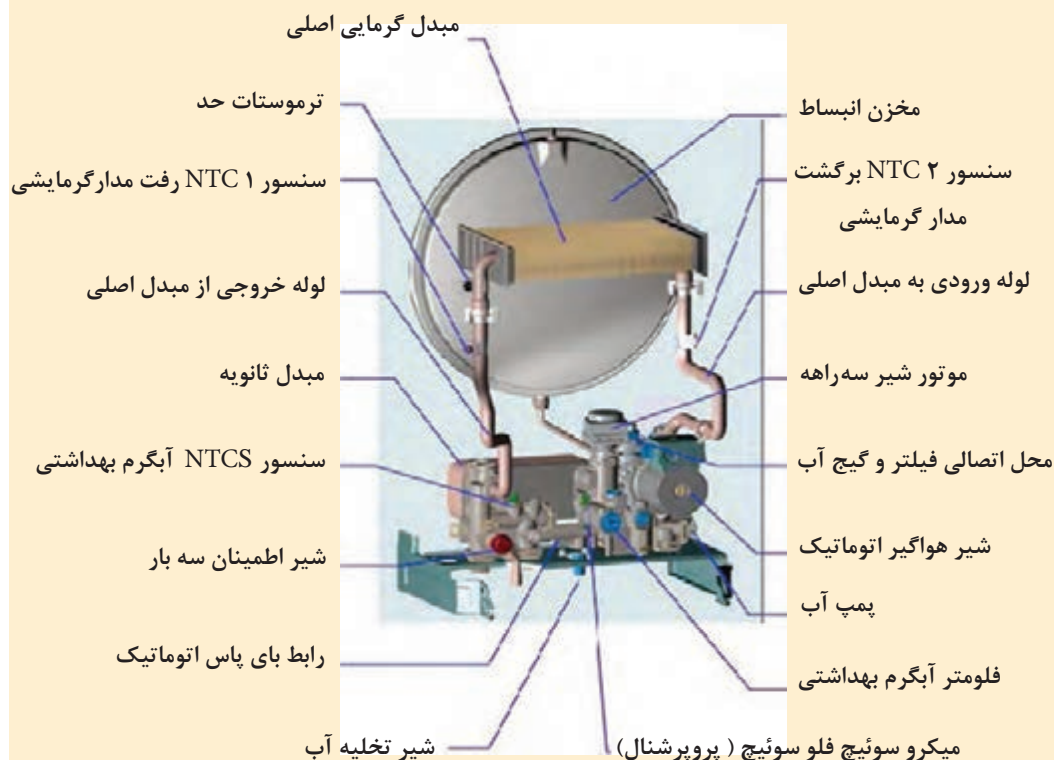 مبدل گرمایی اصلی
ترموستات حد
مخزن انبساط
سنسور NTC ۱ رفت مدارگرمایشی
سنسور NTC ۲ برگشت
مدار گرمایشی
لوله خروجی از مبدل اصلی
لوله ورودی به مبدل اصلی
مبدل ثانویه
موتور شیر سه‌راهه
سنسور NTCS آبگرم بهداشتی
محل اتصالی فیلتر و گیج آب
شیر اطمینان سه بار
شیر هواگیر اتوماتیک
پمپ آب
رابط بای پاس اتوماتیک
فلومتر آبگرم بهداشتی
شیر تخلیه آب
میکرو سوئیچ فلو سوئیچ ( پروپرشنال)